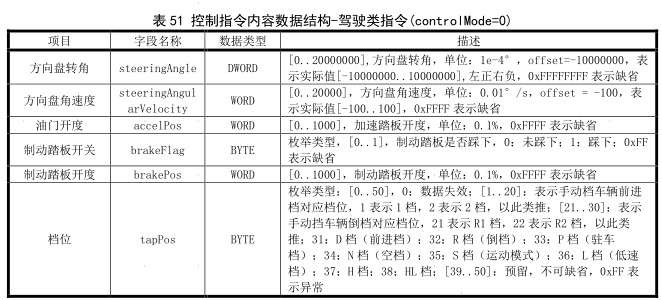 表 51 控制指令内容数据结构-驾驶类指令(controlMode=0)
项目 字段名称 数据类型 描述
方向盘转角 steeringAngle DWORD [0..20000000],方向盘转角，单位：1e-4°，offset=-10000000，表
示实际值[-10000000..10000000],左正右负，0xFFFFFFFF 表示缺省
方向盘角速度 steeringAngul
arVelocity WORD [0..20000]，方向盘角速度，单位：0.01°/s，offset = -100，表
示实际值[-100..100]，0xFFFF 表示缺省
油门开度 accelPos WORD [0..1000]，加速踏板开度，单位：0.1%，0xFFFF 表示缺省
制动踏板开关 brakeFlag BYTE 枚举类型，[0..1]，制动踏板是否踩下，0：未踩下；1：踩下；0xFF
表示缺省
制动踏板开度 brakePos WORD [0..1000]，制动踏板开度，单位：0.1%，0xFFFF 表示缺省
档位 tapPos BYTE 枚举类型：[0..50]，0：数据失效；[1..20]：表示手动档车辆前进
档对应档位，1 表示 1 档，2 表示 2 档，以此类推；[21..30]：表示
手动挡车辆倒档对应档位，21 表示 R1 档，22 表示 R2 档，以此类
推；31：D 档（前进档）；32：R 档（倒档）；33：P 档（驻车
档）；34：N 档（空档）；35：S 档（运动模式）；36：L 档（低速
档）；37：H 档；38；HL 档；[39..50]：预留，不可缺省，0xFF 表
示异常